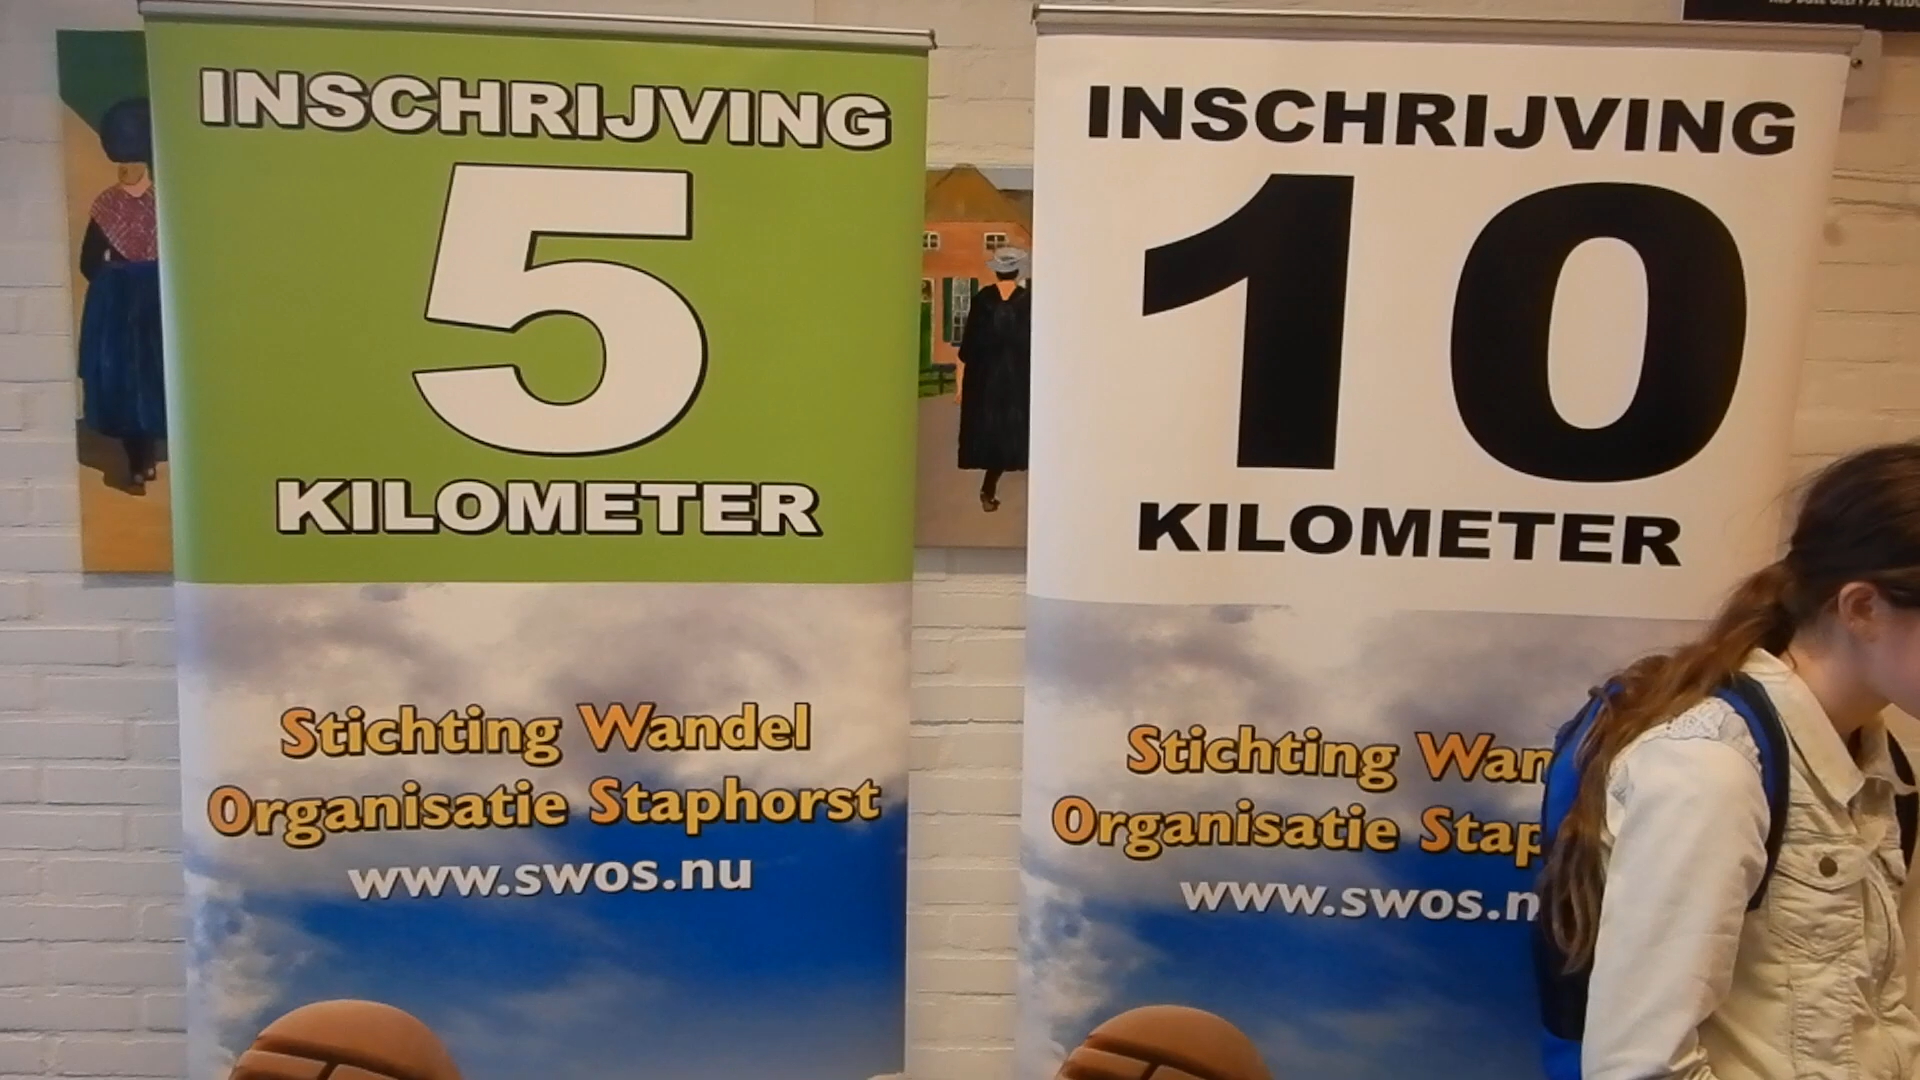 INSCHRIJVING
5
KILOMETER
Stichting Wandel
Organisatie Staphorst
www.swos.nu
INSCHRIJVING
10
KILOMETER
Stichting Wan
Organisatie Stap
www.swos.n